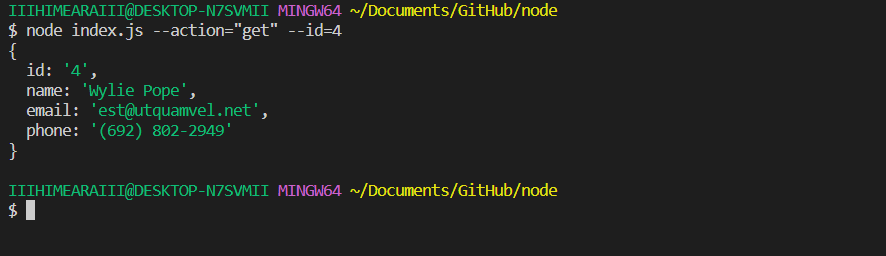 IIIHIMEARAIII@DESKTOP-N7SVMII MINGW64 ~/Documents/GitHub/node
$ node index.js --action="get" --id=4
{
  id: '4',
  name: 'Wylie Pope',
  email: 'est@utquamvel.net',
  phone: '(692) 802-2949'
}
IIIHIMEARAIII@DESKTOP-N7SVMII MINGW64 ~/Documents/GitHub/node
$